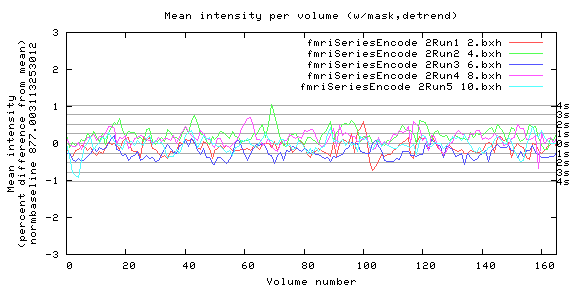 Mean intensity per volume (w/mask,detrend)
3
2
1
0
-1
-2
-3
fmriSeriesEncode 2Run1 2.bxh
fmriSeriesEncode 2Run2 4.bxh
fmriSeriesEncode 2Run3 6.bxh
fmriSeriesEncode 2Run4 8.bxh
fmriSeriesEncode 2Run5 10.bxh
4s
3s
2s
1s
0s
1s
2s
3s
4s
Mean intensity
(percent difference from mean)
normbaseline 877.003113253012
0 20 40 60 80 100 120 140 160
Volume number